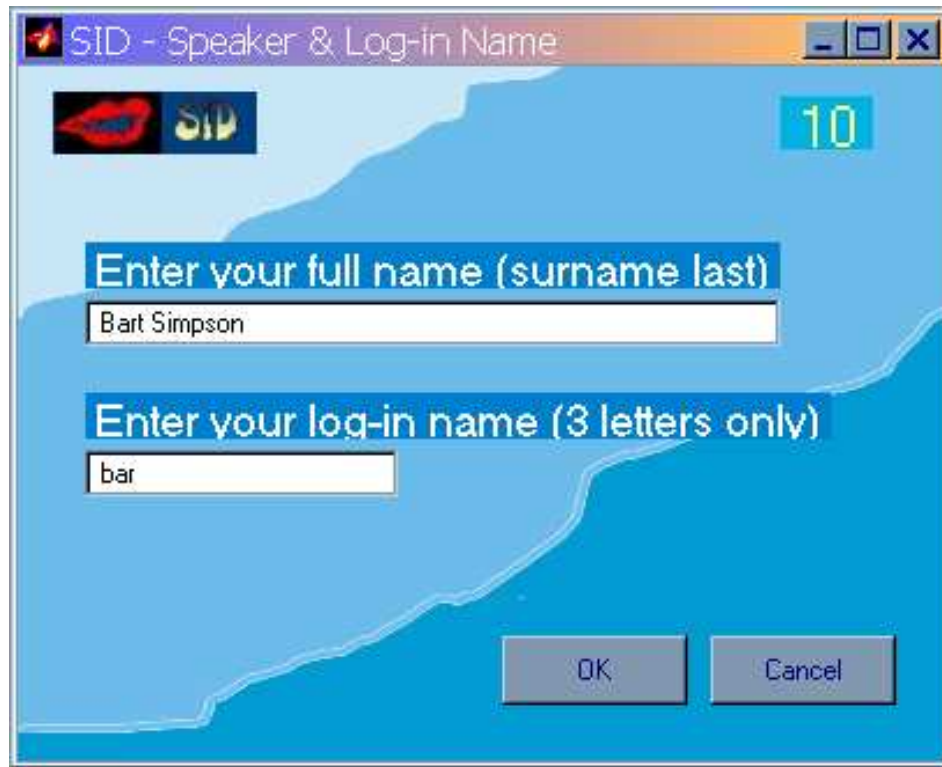 SID - Speaker & Log-in Name
SID
10
Enter your full name (surname last)
Bart Simpson
Enter your log-in name (3 letters only)
bar
OK Cancel